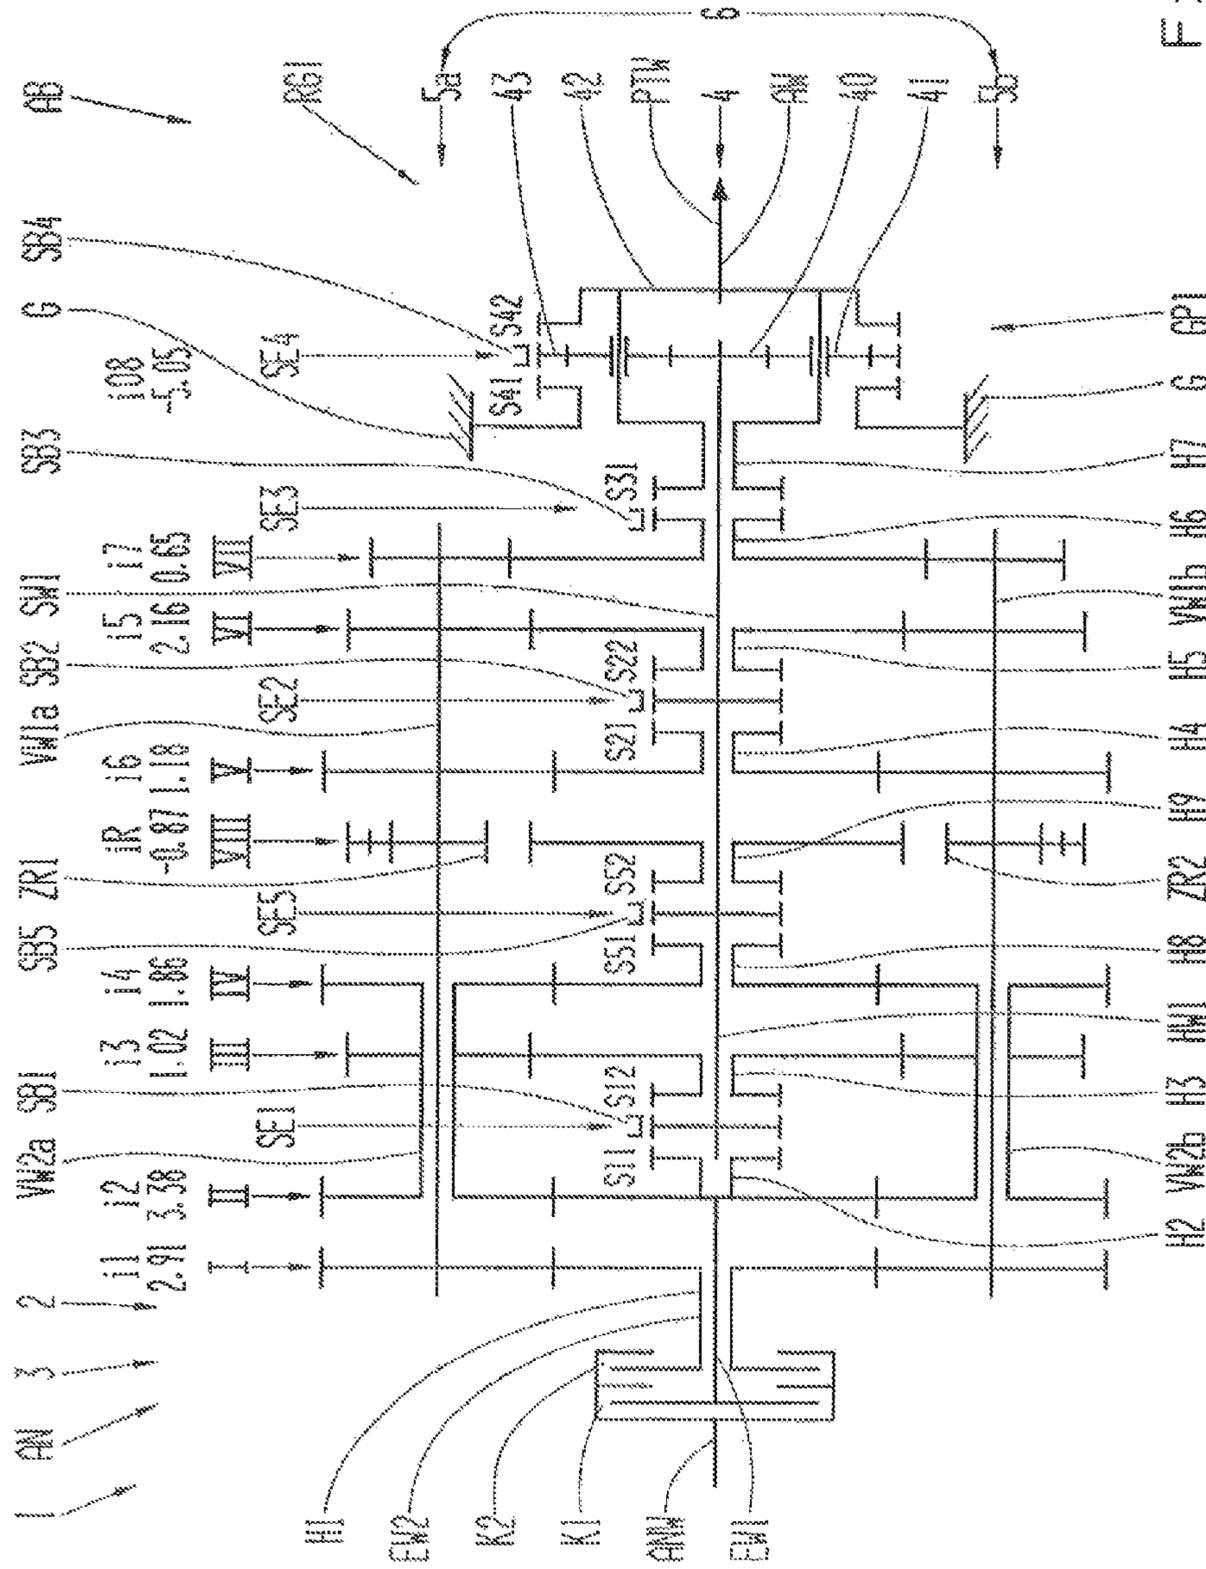 1 AN 3 2 i1 i2 VW2a SB1 i3 i4 SB5 ZR1 iR i6 VW1a SB2 i5 SW1 i7 SB3 i08 G SB4 AB
2.91 3.38 1.02 1.86 -0.87 1.18 2.16 0.65 -5.05
I II III IV VIII V VI VII
SE1 SE5 SE2 SE3 SE4 RG1
S11 S12 S51 S52 S21 S22 S31 S41 S42
H1 EW2 K2 K1 ANW EW1
5a 43 42 PTW 4 AW 40 41 5b
6
H2 VW2b H3 HW1 H8 ZR2 H9 H4 H5 VW1b H6 H7 G GP1